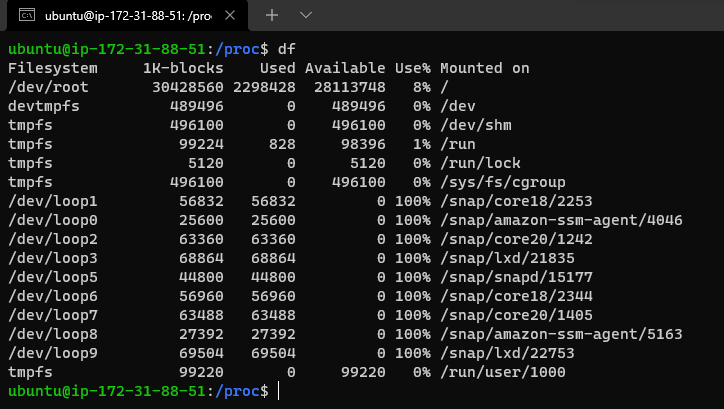 ubuntu@ip-172-31-88-51: /proc
ubuntu@ip-172-31-88-51:/proc$ df
Filesystem     1K-blocks    Used Available Use% Mounted on
/dev/root       30428560 2298428  28113748   8% /
devtmpfs          489496       0    489496   0% /dev
tmpfs             496100       0    496100   0% /dev/shm
tmpfs              99224     828     98396   1% /run
tmpfs               5120       0      5120   0% /run/lock
tmpfs             496100       0    496100   0% /sys/fs/cgroup
/dev/loop1         56832   56832         0 100% /snap/core18/2253
/dev/loop0         25600   25600         0 100% /snap/amazon-ssm-agent/4046
/dev/loop2         63360   63360         0 100% /snap/core20/1242
/dev/loop3         68864   68864         0 100% /snap/lxd/21835
/dev/loop5         44800   44800         0 100% /snap/snapd/15177
/dev/loop6         56960   56960         0 100% /snap/core18/2344
/dev/loop7         63488   63488         0 100% /snap/core20/1405
/dev/loop8         27392   27392         0 100% /snap/amazon-ssm-agent/5163
/dev/loop9         69504   69504         0 100% /snap/lxd/22753
tmpfs              99220       0     99220   0% /run/user/1000
ubuntu@ip-172-31-88-51:/proc$